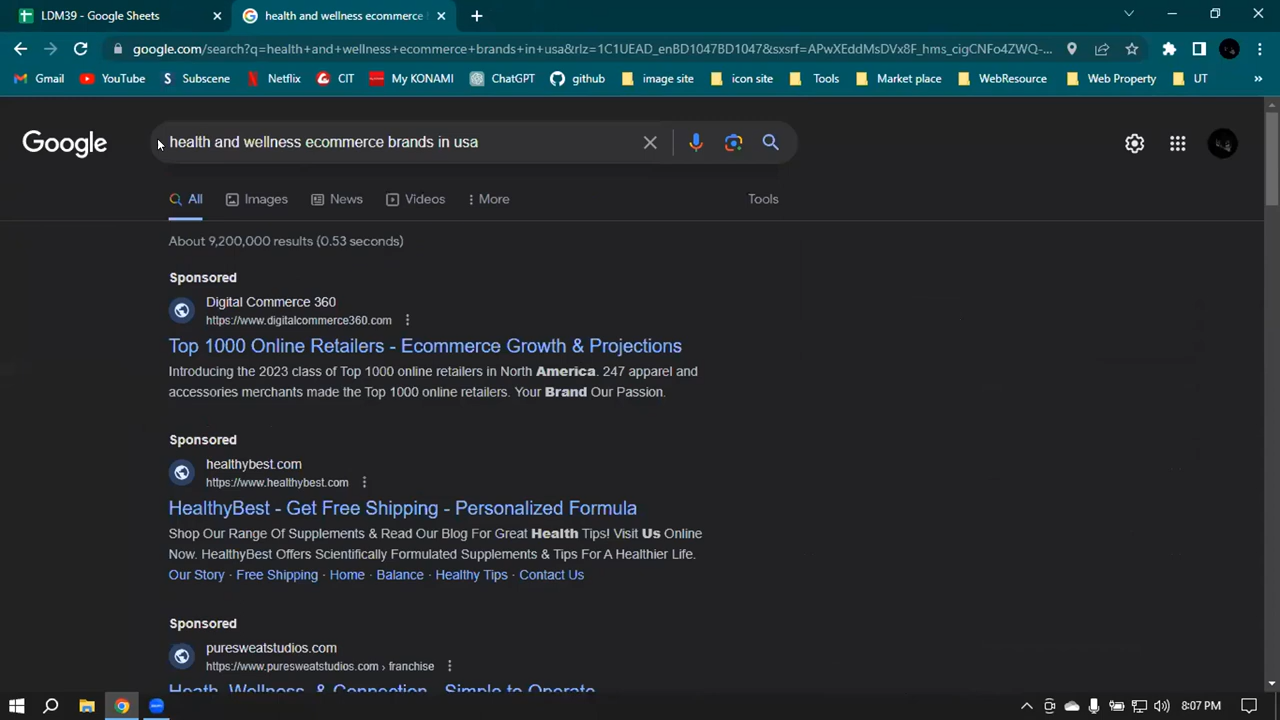 LDM39 - Google Sheets
health and wellness ecommerce
google.com/search?q=health+and+wellness+ecommerce+brands+in+usa&rlz=1C1UEAD_enBD1047BD1047&sxsrf=APwXEddMsDVx8F_hms_cigCNFo4ZWQ-...
Gmail YouTube Subscene Netflix CIT My KONAMI ChatGPT github image site icon site Tools Market place WebResource Web Property UT
Google
health and wellness ecommerce brands in usa
All Images News Videos More Tools
About 9,200,000 results (0.53 seconds)
Sponsored
Digital Commerce 360
https://www.digitalcommerce360.com
Top 1000 Online Retailers - Ecommerce Growth & Projections
Introducing the 2023 class of Top 1000 online retailers in North America. 247 apparel and
accessories merchants made the Top 1000 online retailers. Your Brand Our Passion.
Sponsored
healthybest.com
https://www.healthybest.com
HealthyBest - Get Free Shipping - Personalized Formula
Shop Our Range Of Supplements & Read Our Blog For Great Health Tips! Visit Us Online
Now. HealthyBest Offers Scientifically Formulated Supplements & Tips For A Healthier Life.
Our Story · Free Shipping · Home · Balance · Healthy Tips · Contact Us
Sponsored
puresweatstudios.com
https://www.puresweatstudios.com › franchise
Heath, Wellness, & Connection - Simple to Operate
8:07 PM